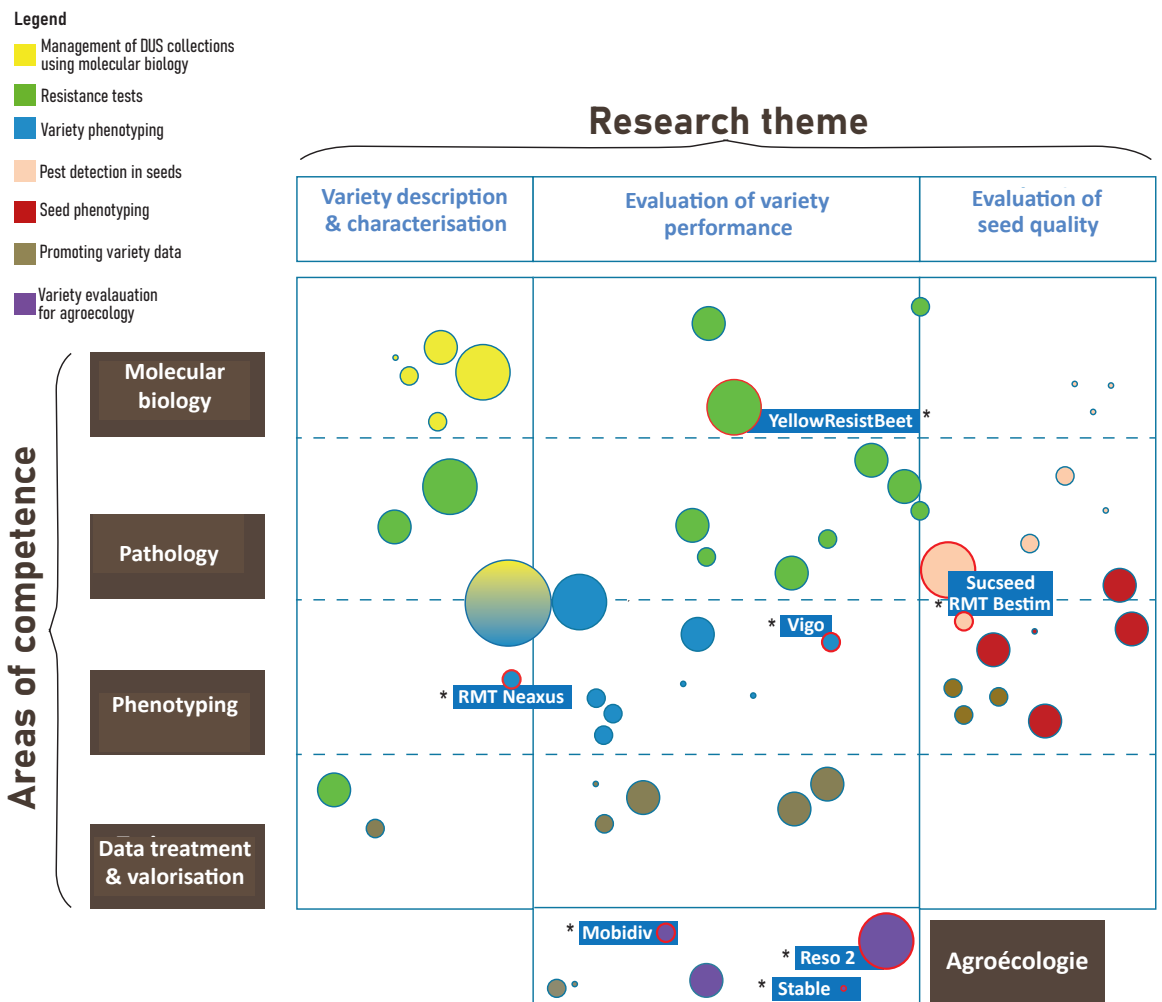 Legend
Management of DUS collections
using molecular biology
Resistance tests
Variety phenotyping
Pest detection in seeds
Seed phenotyping
Promoting variety data
Variety evalauation
for agroecology
Research theme
Variety description
& characterisation
Evaluation of variety
performance
Evaluation of
seed quality
Areas of competence
Molecular
biology
YellowResistBeet *
Pathology
Sucseed
* RMT Bestim
* Vigo
Phenotyping
* RMT Neaxus
Data treatment
& valorisation
* Mobidiv
* Reso 2
* Stable
Agroécologie